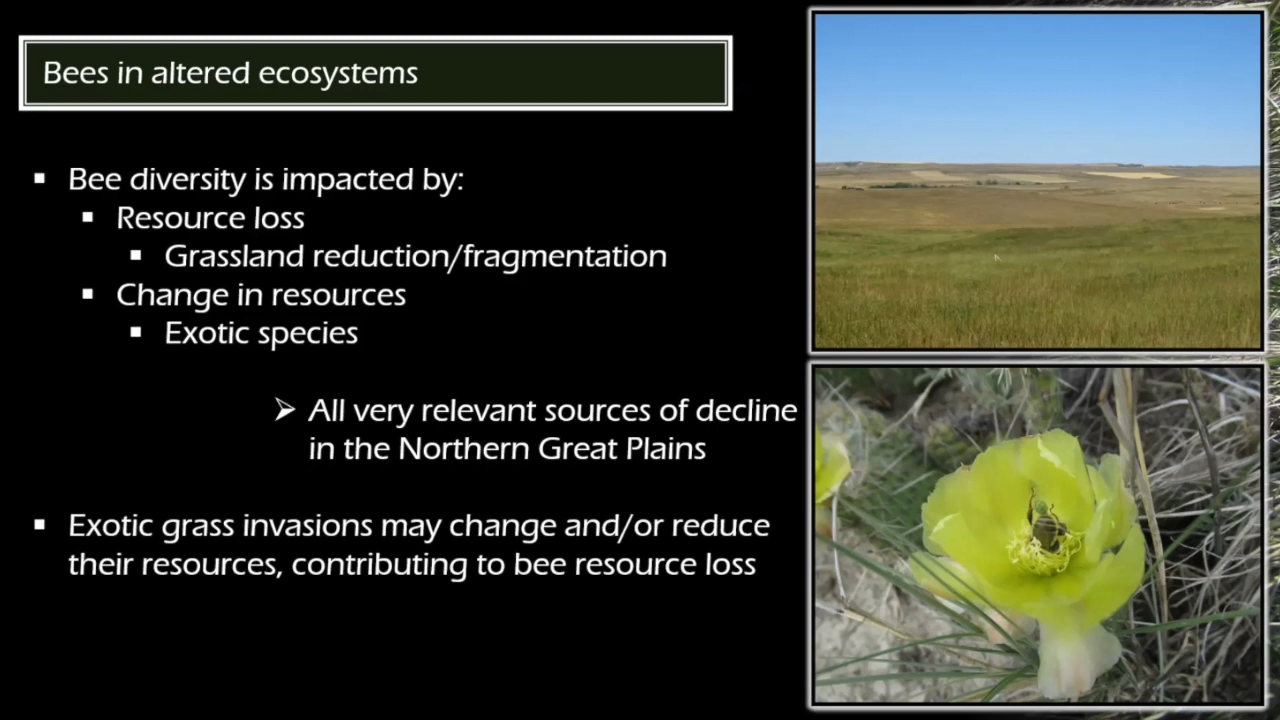 Bees in altered ecosystems
▪ Bee diversity is impacted by:
▪ Resource loss
▪ Grassland reduction/fragmentation
▪ Change in resources
▪ Exotic species
➢ All very relevant sources of decline
in the Northern Great Plains
▪ Exotic grass invasions may change and/or reduce
their resources, contributing to bee resource loss